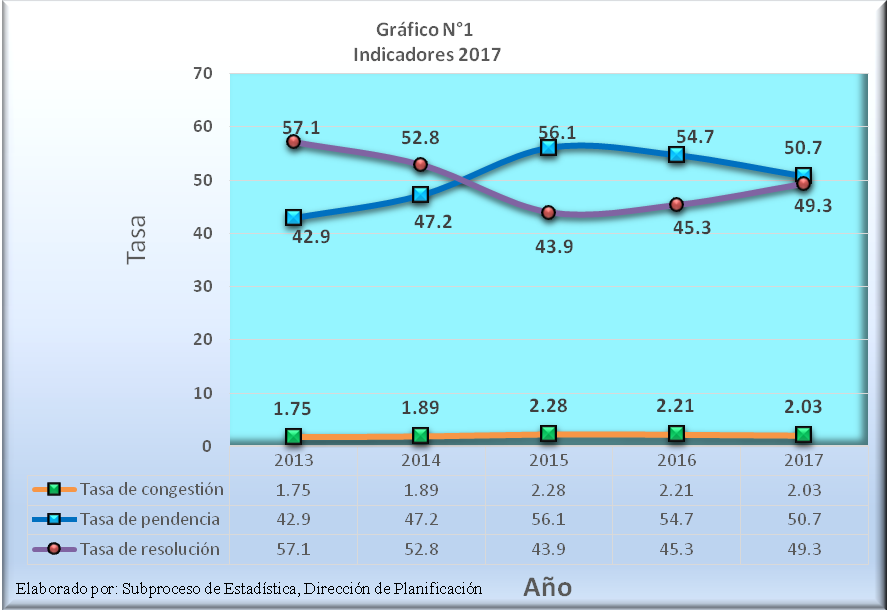 Gráfico N°1
Indicadores 2017
70
60
50
40
30
20
10
0
Tasa
57.1
52.8
56.1
54.7
50.7
42.9
47.2
43.9
45.3
49.3
1.75
1.89
2.28
2.21
2.03
2013 2014 2015 2016 2017
Tasa de congestión 1.75 1.89 2.28 2.21 2.03
Tasa de pendencia 42.9 47.2 56.1 54.7 50.7
Tasa de resolución 57.1 52.8 43.9 45.3 49.3
Año
Elaborado por: Subproceso de Estadística, Dirección de Planificación